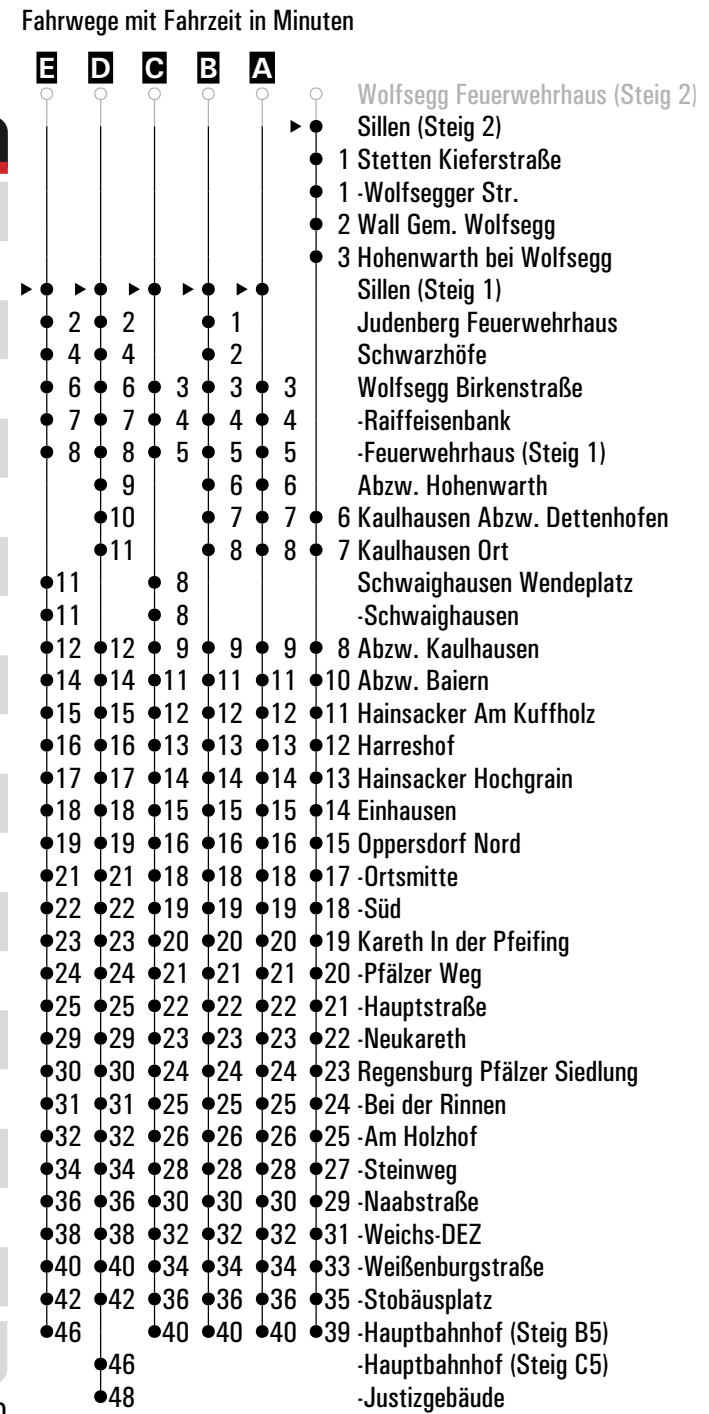 Fahrwege mit Fahrzeit in Minuten
E D C B A
Wolfsegg Feuerwehrhaus (Steig 2)
Sillen (Steig 2)
1 Stetten Kieferstraße
1 -Wolfsegger Str.
2 Wall Gem. Wolfsegg
3 Hohenwarth bei Wolfsegg
Sillen (Steig 1)
2 2 1 Judenberg Feuerwehrhaus
4 4 2 Schwarzhöfe
6 6 3 3 3 Wolfsegg Birkenstraße
7 7 4 4 4 -Raiffeisenbank
8 8 5 5 5 -Feuerwehrhaus (Steig 1)
9 6 6 Abzw. Hohenwarth
10 7 7 6 Kaulhausen Abzw. Dettenhofen
11 8 8 7 Kaulhausen Ort
11 8 Schwaighausen Wendeplatz
11 8 -Schwaighausen
12 12 9 9 9 8 Abzw. Kaulhausen
14 14 11 11 11 10 Abzw. Baiern
15 15 12 12 12 11 Hainsacker Am Kuffholz
16 16 13 13 13 12 Harreshof
17 17 14 14 14 13 Hainsacker Hochgrain
18 18 15 15 15 14 Einhausen
19 19 16 16 16 15 Oppersdorf Nord
21 21 18 18 18 17 -Ortsmitte
22 22 19 19 19 18 -Süd
23 23 20 20 20 19 Kareth In der Pfeifing
24 24 21 21 21 20 -Pfälzer Weg
25 25 22 22 22 21 -Hauptstraße
29 29 23 23 23 22 -Neukareth
30 30 24 24 24 23 Regensburg Pfälzer Siedlung
31 31 25 25 25 24 -Bei der Rinnen
32 32 26 26 26 25 -Am Holzhof
34 34 28 28 28 27 -Steinweg
36 36 30 30 30 29 -Naabstraße
38 38 32 32 32 31 -Weichs-DEZ
40 40 34 34 34 33 -Weißenburgstraße
42 42 36 36 36 35 -Stobäusplatz
46 40 40 40 39 -Hauptbahnhof (Steig B5)
46 -Hauptbahnhof (Steig C5)
48 -Justizgebäude